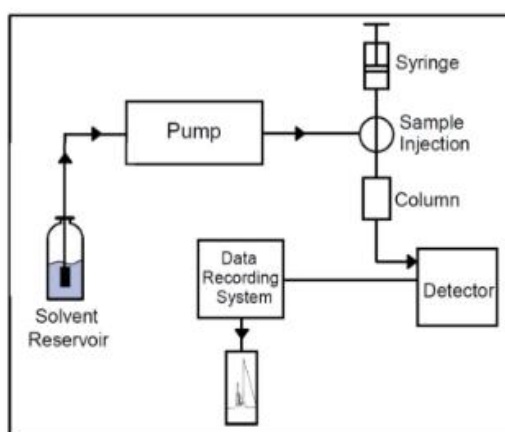 Syringe
Pump
Sample
Injection
Column
Data
Recording
System
Detector
Solvent
Reservoir